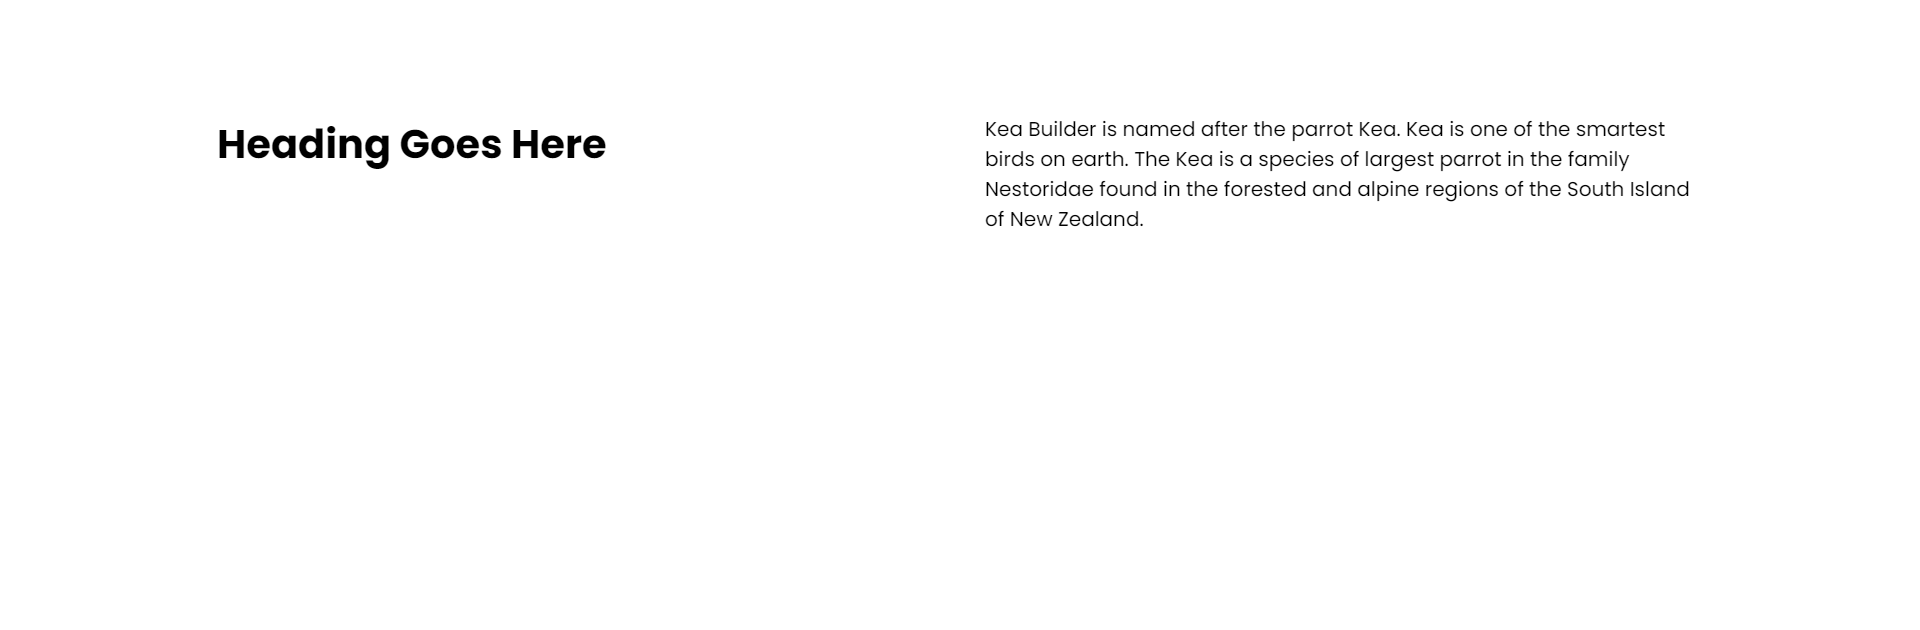 Heading Goes Here
Kea Builder is named after the parrot Kea. Kea is one of the smartest
birds on earth. The Kea is a species of largest parrot in the family
Nestoridae found in the forested and alpine regions of the South Island
of New Zealand.